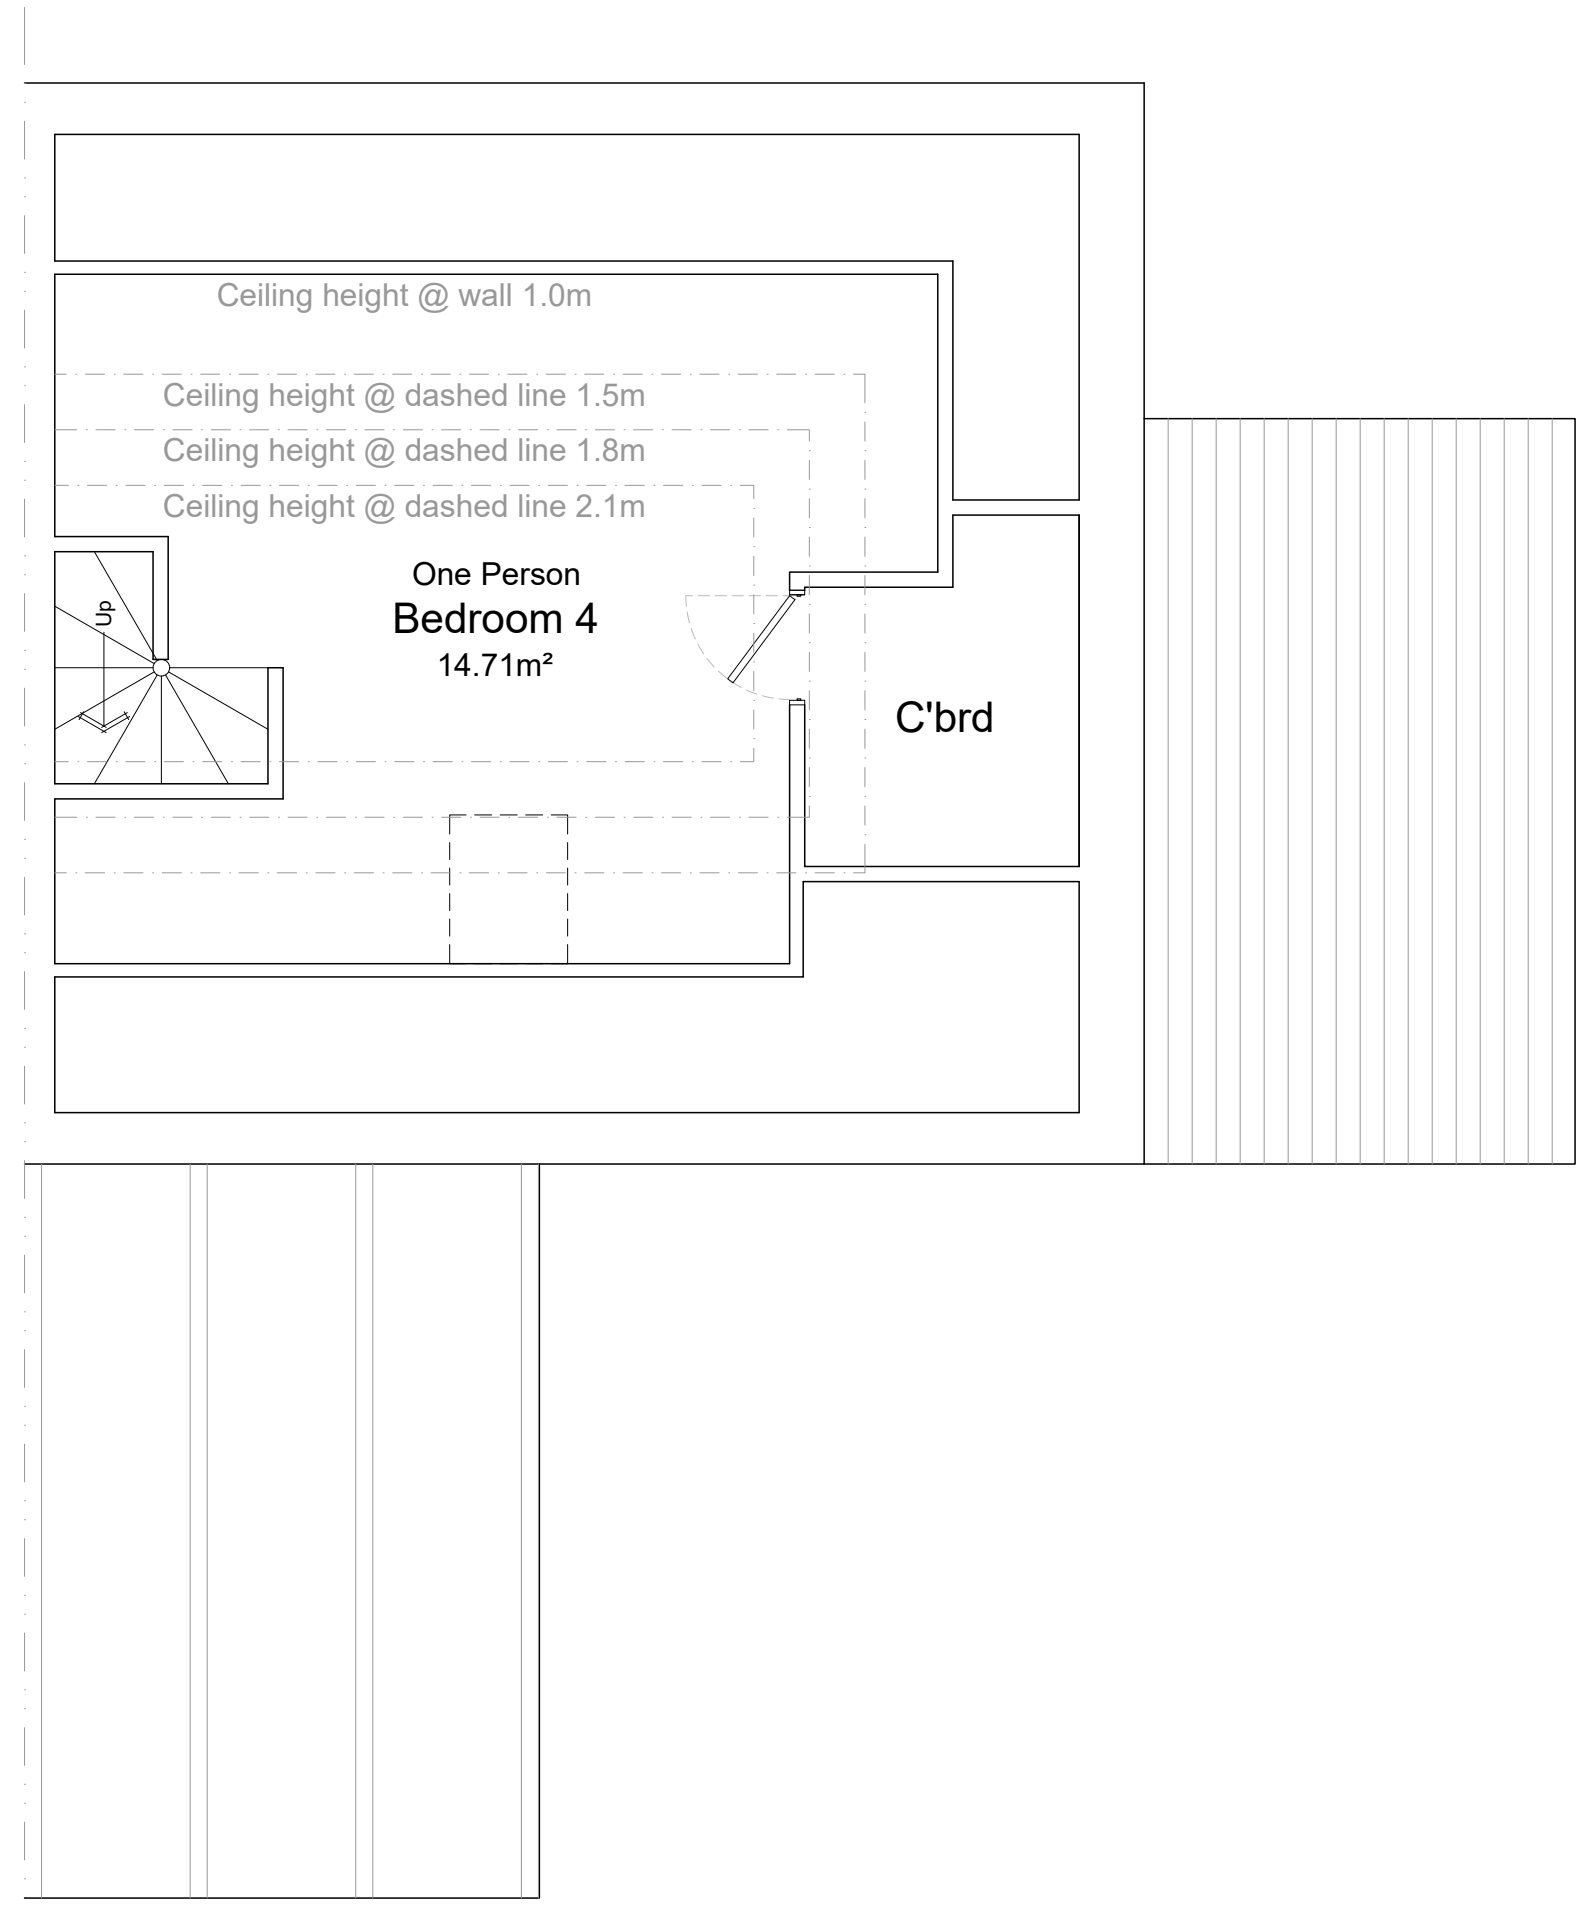 Ceiling height @ wall 1.0m
Ceiling height @ dashed line 1.5m
Ceiling height @ dashed line 1.8m
Ceiling height @ dashed line 2.1m
One Person
Bedroom 4
14.71m²
Up
C'brd